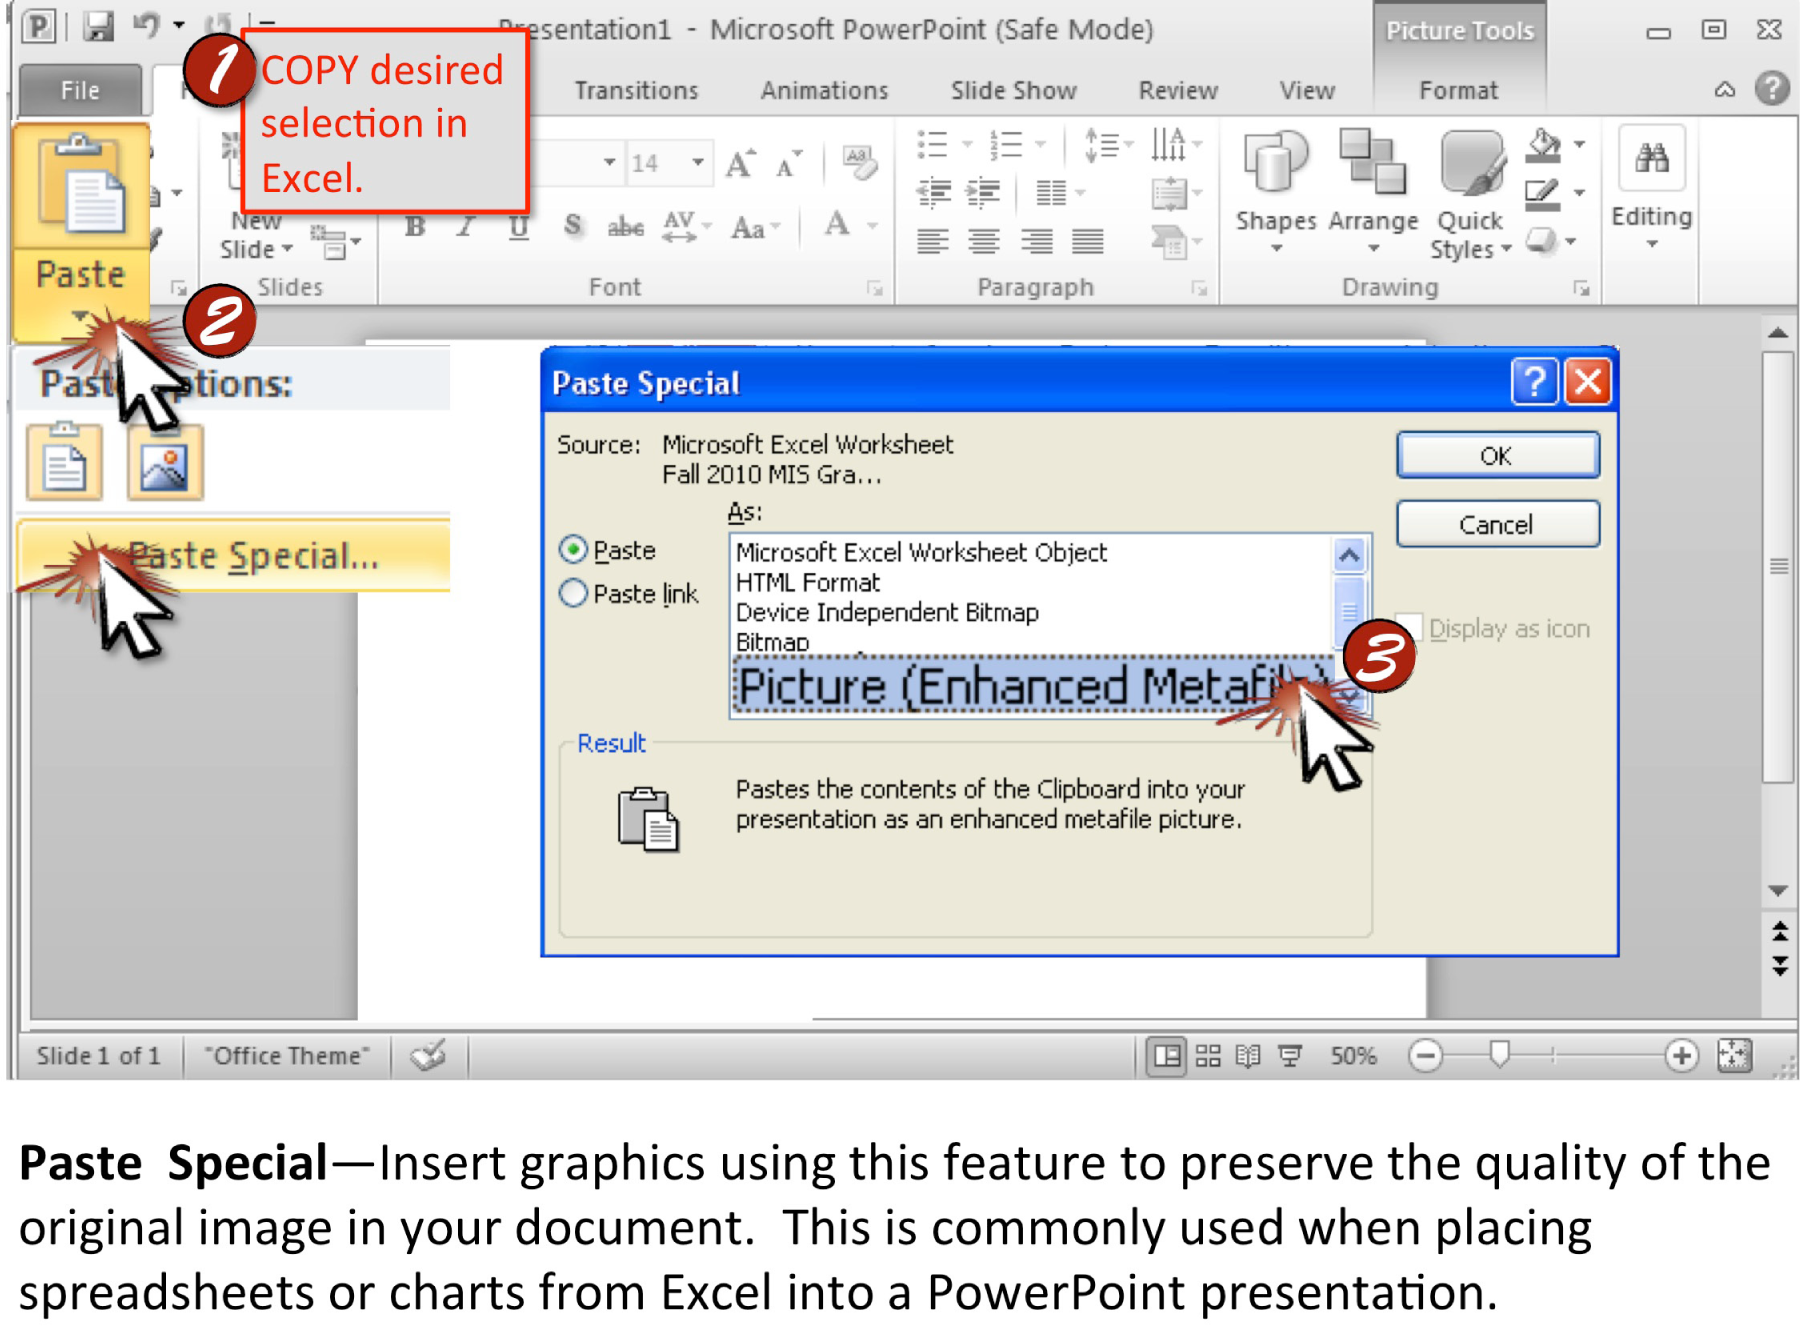 Presentation1 - Microsoft PowerPoint (Safe Mode)
Picture Tools
1
COPY desired
selection in
Excel.
File
Transitions
Animations
Slide Show
Review
View
Format
14
Paste
New
Slide
Slides
B I U S abc AV Aa A
Font
Paragraph
Shapes
Arrange
Quick
Styles
Drawing
Editing
2
Paste Options:
Paste Special...
Paste Special
Source: Microsoft Excel Worksheet
Fall 2010 MIS Gra...
OK
Cancel
As:
Paste
Paste link
Microsoft Excel Worksheet Object
HTML Format
Device Independent Bitmap
Bitmap
Picture (Enhanced Metafile)
3
Display as icon
Result
Pastes the contents of the Clipboard into your
presentation as an enhanced metafile picture.
Slide 1 of 1
"Office Theme"
50%
Paste Special—Insert graphics using this feature to preserve the quality of the
original image in your document. This is commonly used when placing
spreadsheets or charts from Excel into a PowerPoint presentation.